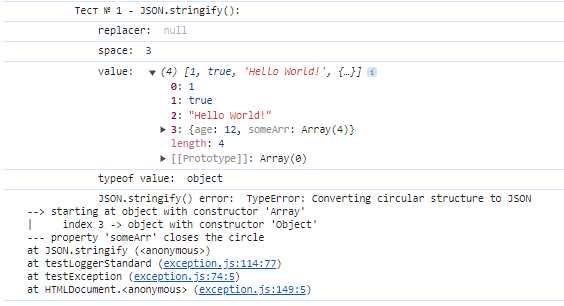 Тест № 1 - JSON.stringify():
replacer: null
space: 3
value: ▼ (4) [1, true, 'Hello World!', {…}] i
0: 1
1: true
2: "Hello World!"
▶ 3: {age: 12, someArr: Array(4)}
length: 4
▶ [[Prototype]]: Array(0)
typeof value: object
JSON.stringify() error: TypeError: Converting circular structure to JSON
--> starting at object with constructor 'Array'
|     index 3 -> object with constructor 'Object'
--- property 'someArr' closes the circle
at JSON.stringify (<anonymous>)
at testLoggerStandard (exception.js:114:77)
at testException (exception.js:74:5)
at HTMLDocument.<anonymous> (exception.js:149:5)